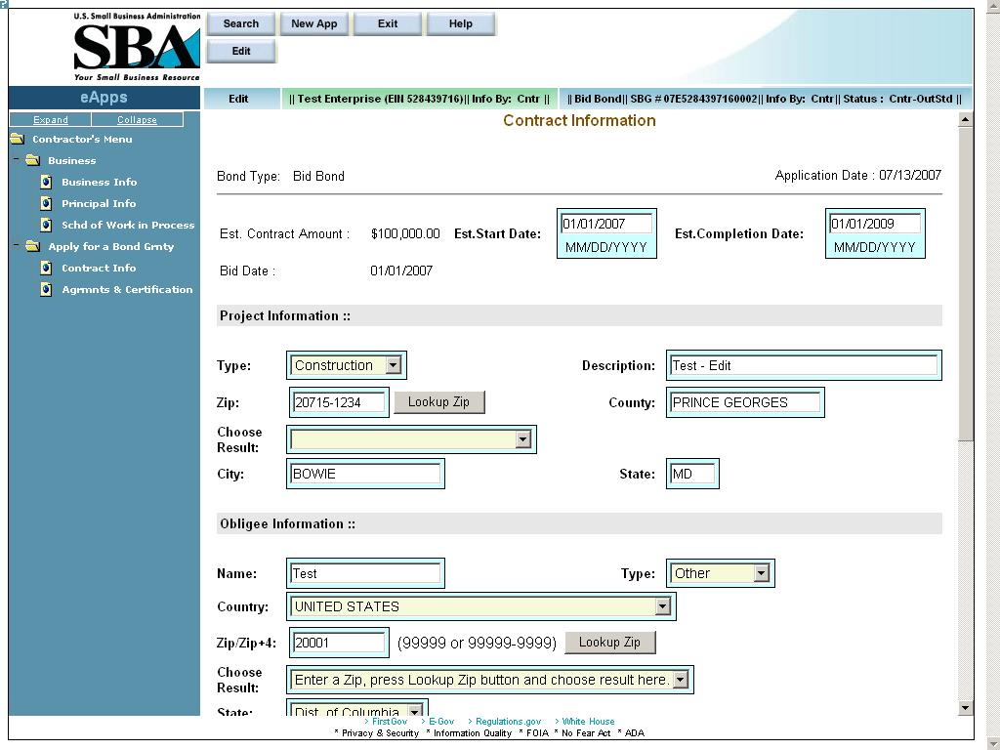 U.S. Small Business Administration
SBA
Your Small Business Resource
Search New App Exit Help
Edit
eApps
Edit || Test Enterprise (EIN 528439716)|| Info By: Cntr || || Bid Bond|| SBG # 07E5284397160002|| Info By: Cntr|| Status : Cntr-OutStd ||
Expand Collapse
Contractor's Menu
Business
Business Info
Principal Info
Schd of Work in Process
Apply for a Bond Grnty
Contract Info
Agrmnts & Certification
Contract Information
Bond Type: Bid Bond Application Date : 07/13/2007
Est. Contract Amount : $100,000.00 Est.Start Date: 01/01/2007 Est.Completion Date: 01/01/2009
MM/DD/YYYY MM/DD/YYYY
Bid Date : 01/01/2007
Project Information ::
Type: Construction Description: Test - Edit
Zip: 20715-1234 Lookup Zip County: PRINCE GEORGES
Choose
Result:
City: BOWIE State: MD
Obligee Information ::
Name: Test Type: Other
Country: UNITED STATES
Zip/Zip+4: 20001 (99999 or 99999-9999) Lookup Zip
Choose
Result: Enter a Zip, press Lookup Zip button and choose result here.
State: Dist. of Columbia
> FirstGov > E-Gov > Regulations.gov > White House
* Privacy & Security * Information Quality * FOIA * No Fear Act * ADA